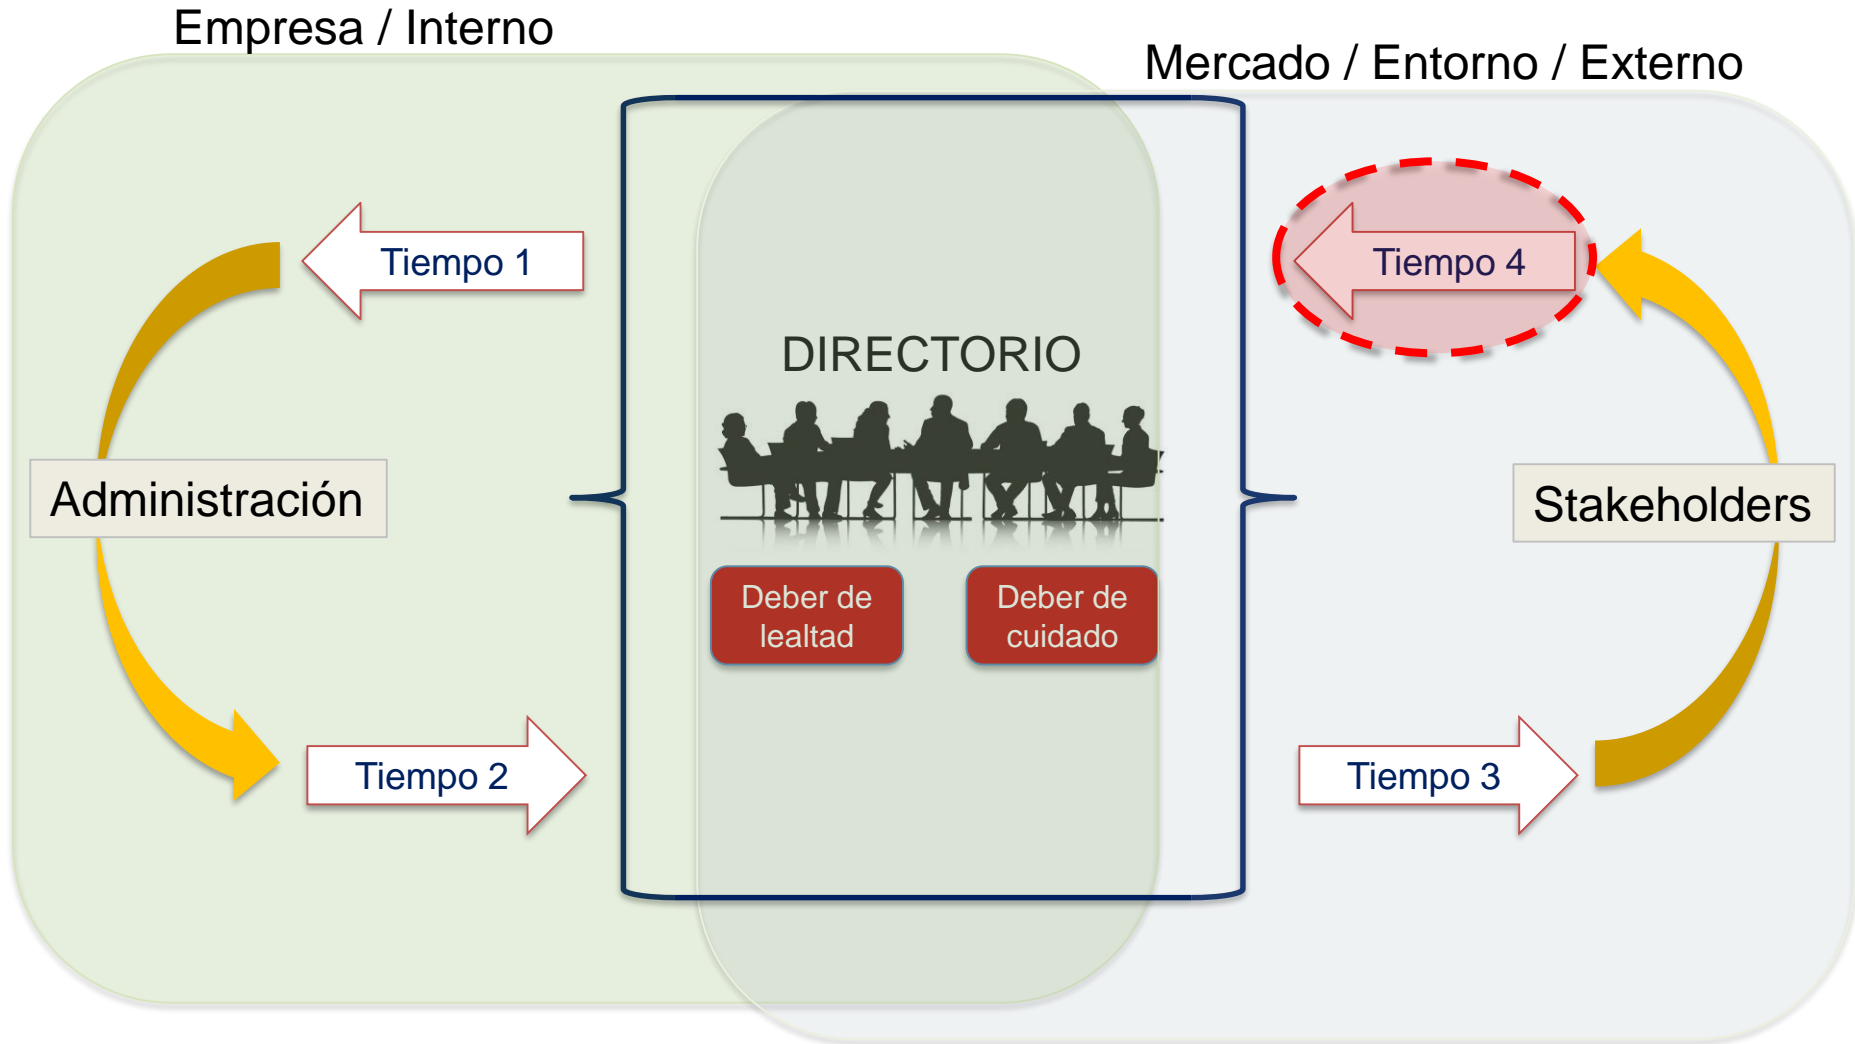 Empresa / Interno
Mercado / Entorno / Externo
Tiempo 1
Tiempo 4
DIRECTORIO
Administración
Stakeholders
Deber de
lealtad
Deber de
cuidado
Tiempo 2
Tiempo 3